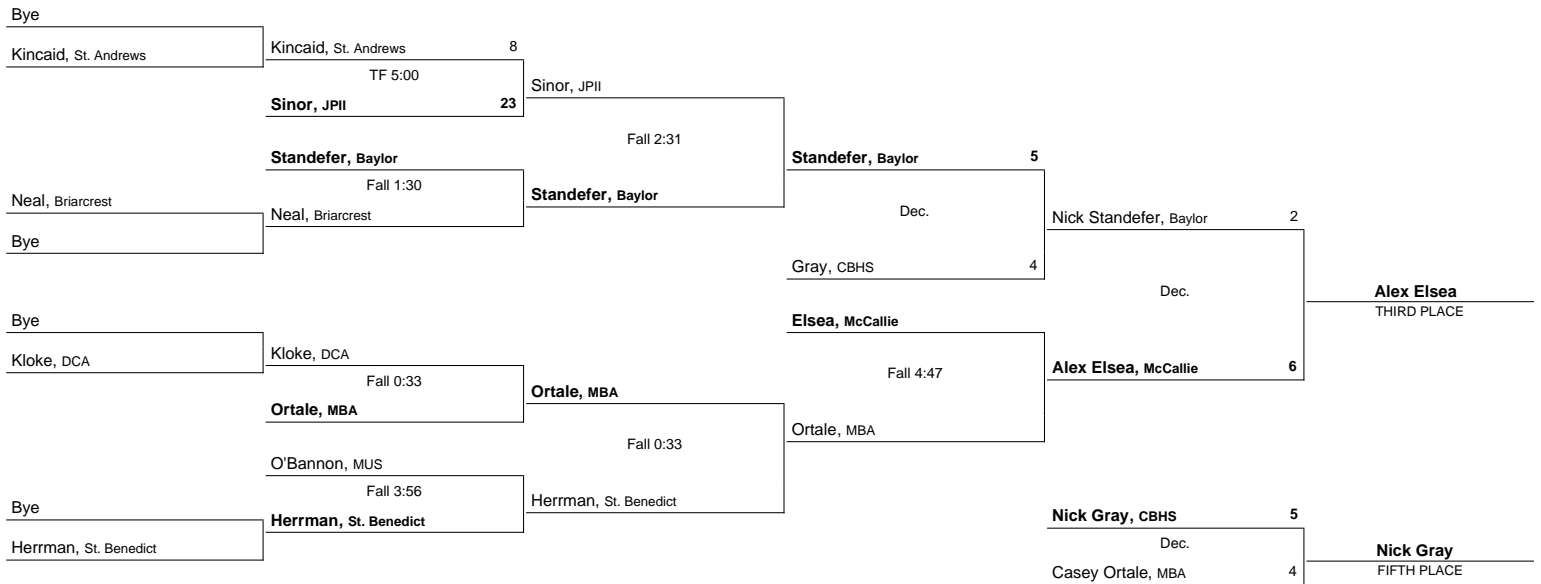 Bye
Kincaid, St. Andrews
Kincaid, St. Andrews 8
TF 5:00
Sinor, JPII 23
Sinor, JPII
Fall 2:31
Standefer, Baylor
Fall 1:30
Neal, Briarcrest
Neal, Briarcrest
Bye
Standefer, Baylor
Standefer, Baylor 5
Dec.
Gray, CBHS 4
Nick Standefer, Baylor 2
Dec.
Alex Elsea
THIRD PLACE
Bye
Kloke, DCA
Kloke, DCA
Fall 0:33
Ortale, MBA
Ortale, MBA
Fall 0:33
Elsea, McCallie
Fall 4:47
Ortale, MBA
Alex Elsea, McCallie 6
O'Bannon, MUS
Fall 3:56
Herrman, St. Benedict
Bye
Herrman, St. Benedict
Herrman, St. Benedict
Nick Gray, CBHS 5
Dec.
Casey Ortale, MBA 4
Nick Gray
FIFTH PLACE